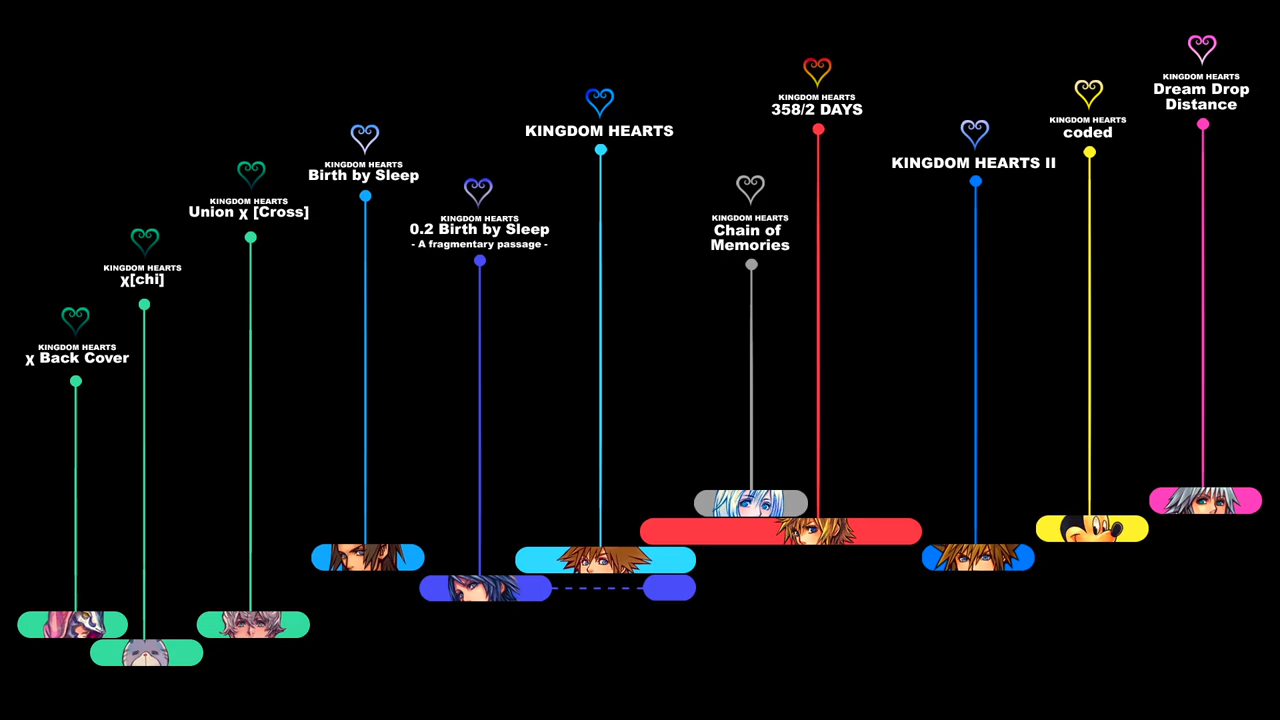 KINGDOM HEARTS
χ Back Cover
KINGDOM HEARTS
χ[chi]
KINGDOM HEARTS
Union χ [Cross]
KINGDOM HEARTS
Birth by Sleep
KINGDOM HEARTS
0.2 Birth by Sleep
- A fragmentary passage -
KINGDOM HEARTS
KINGDOM HEARTS
Chain of
Memories
KINGDOM HEARTS
358/2 DAYS
KINGDOM HEARTS II
KINGDOM HEARTS
coded
KINGDOM HEARTS
Dream Drop
Distance